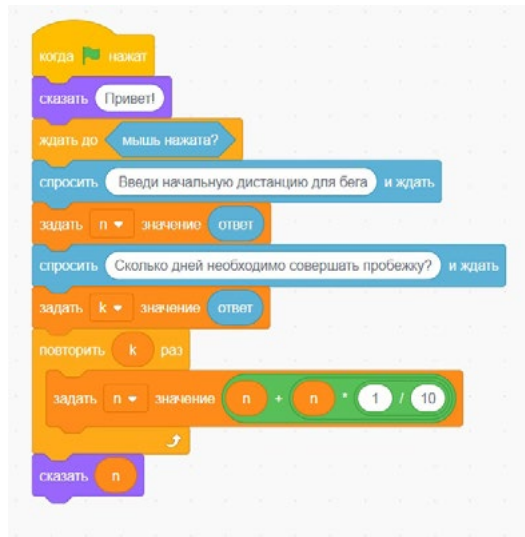 когда нажат
сказать Привет!
ждать до мышь нажата?
спросить Введи начальную дистанцию для бега и ждать
задать n значение ответ
спросить Сколько дней необходимо совершать пробежку? и ждать
задать k значение ответ
повторить k раз
задать n значение n + n * 1 / 10
сказать n